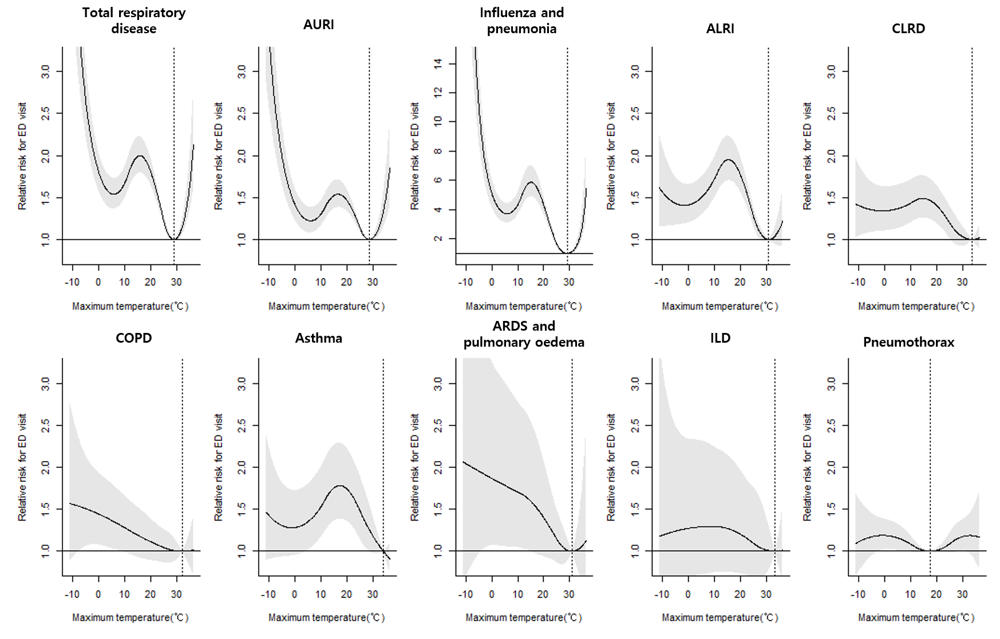 Total respiratory
disease
AURI
Influenza and
pneumonia
ALRI
CLRD
Relative risk for ED visit
3.0
2.5
2.0
1.5
1.0
-10 0 10 20 30
Maximum temperature(℃)
Relative risk for ED visit
3.0
2.5
2.0
1.5
1.0
-10 0 10 20 30
Maximum temperature(℃)
Relative risk for ED visit
14
12
10
8
6
4
2
-10 0 10 20 30
Maximum temperature(℃)
Relative risk for ED visit
3.0
2.5
2.0
1.5
1.0
-10 0 10 20 30
Maximum temperature(℃)
Relative risk for ED visit
3.0
2.5
2.0
1.5
1.0
-10 0 10 20 30
Maximum temperature(℃)
COPD
Asthma
ARDS and
pulmonary oedema
ILD
Pneumothorax
Relative risk for ED visit
3.0
2.5
2.0
1.5
1.0
-10 0 10 20 30
Maximum temperature(℃)
Relative risk for ED visit
3.0
2.5
2.0
1.5
1.0
-10 0 10 20 30
Maximum temperature(℃)
Relative risk for ED visit
3.0
2.5
2.0
1.5
1.0
-10 0 10 20 30
Maximum temperature(℃)
Relative risk for ED visit
3.0
2.5
2.0
1.5
1.0
-10 0 10 20 30
Maximum temperature(℃)
Relative risk for ED visit
3.0
2.5
2.0
1.5
1.0
-10 0 10 20 30
Maximum temperature(℃)